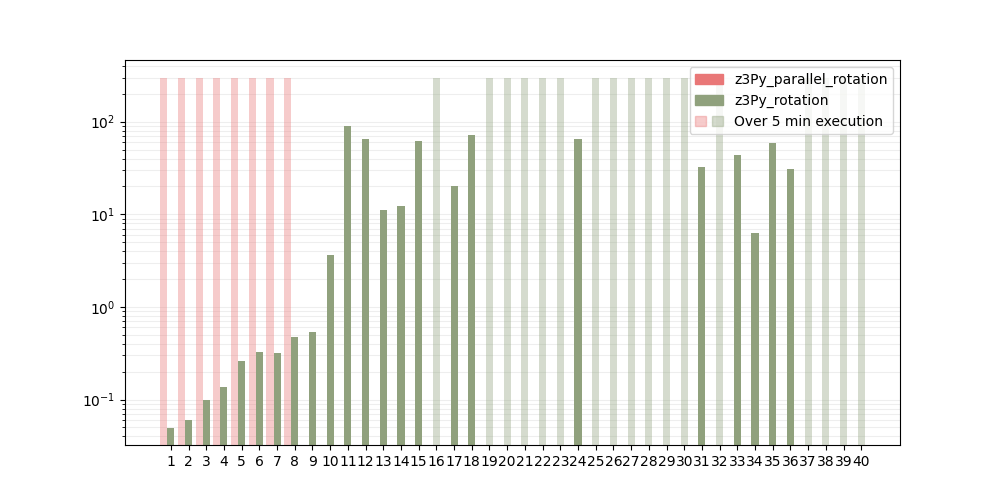 z3Py_parallel_rotation
z3Py_rotation
Over 5 min execution
10²
10¹
10⁰
10⁻¹
1 2 3 4 5 6 7 8 9 10 11 12 13 14 15 16 17 18 19 20 21 22 23 24 25 26 27 28 29 30 31 32 33 34 35 36 37 38 39 40